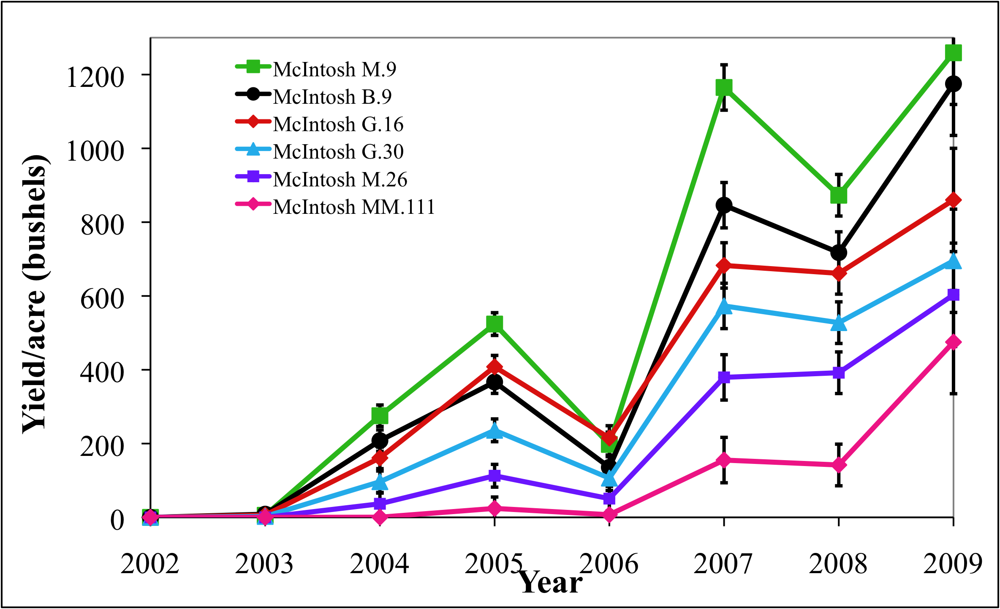 Yield/acre (bushels)
1200
1000
800
600
400
200
0
McIntosh M.9
McIntosh B.9
McIntosh G.16
McIntosh G.30
McIntosh M.26
McIntosh MM.111
2002 2003 2004 2005 2006 2007 2008 2009
Year